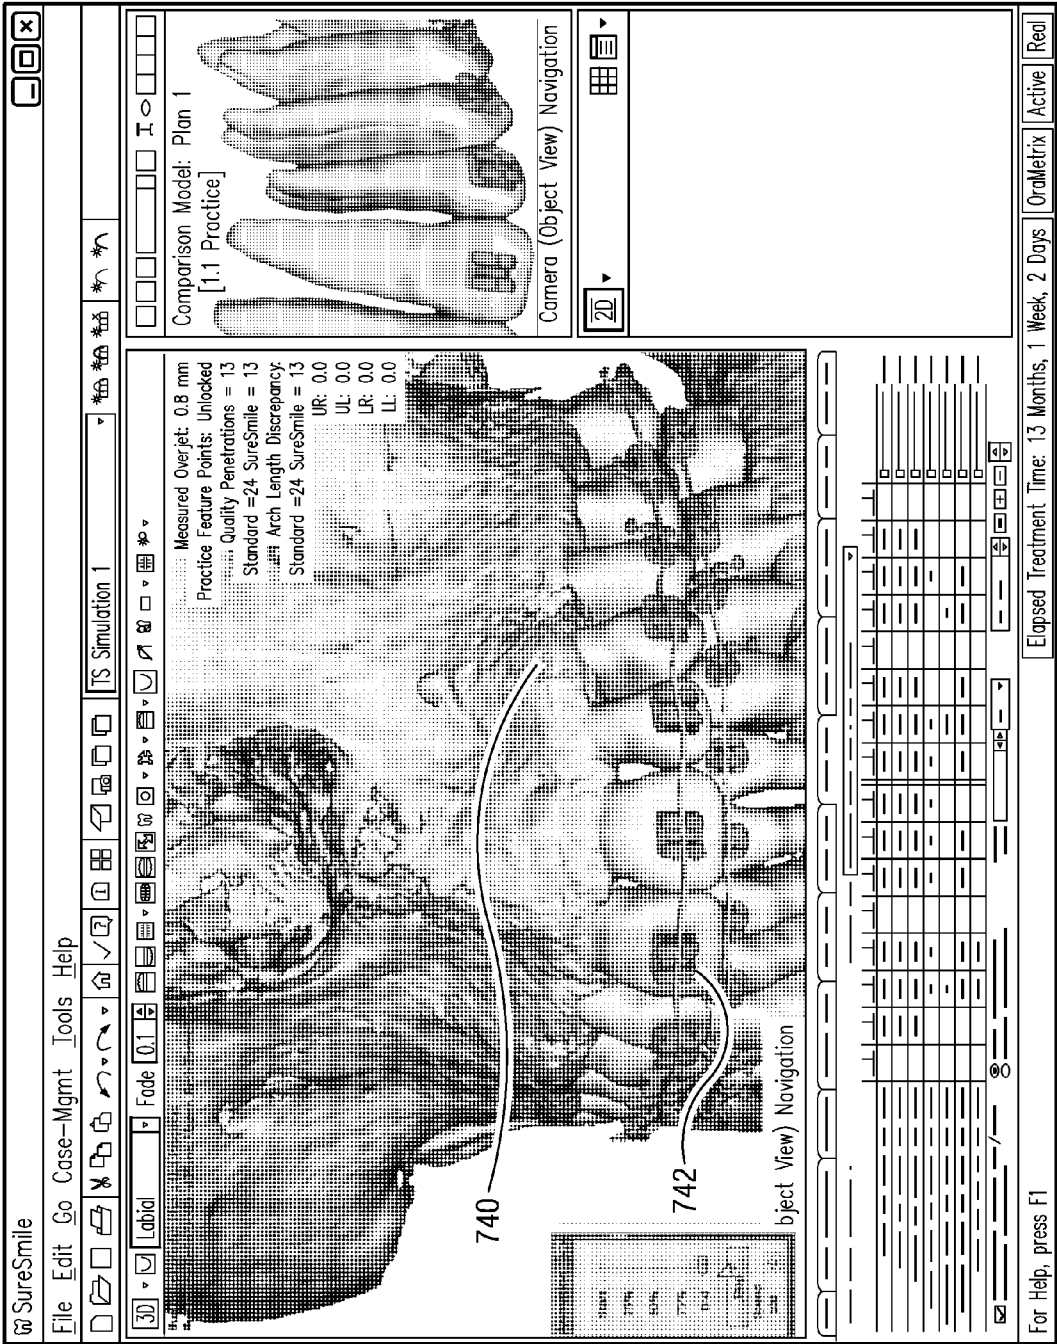 SureSmile
File Edit Go Case-Mgmt Tools Help
TS Simulation 1
3D Labial Fade 0.1
Measured Overjet: 0.8 mm
Practice Feature Points: Unlocked
Quality Penetrations = 13
Standard =24 SureSmile = 13
Arch Length Discrepancy:
Standard =24 SureSmile = 13
UR: 0.0
UL: 0.0
LR: 0.0
LL: 0.0
740
742
bject View) Navigation
Comparison Model: Plan 1
[1.1 Practice]
Camera (Object View) Navigation
2D
For Help, press F1
Elapsed Treatment Time: 13 Months, 1 Week, 2 Days
OraMetrix
Active
Real